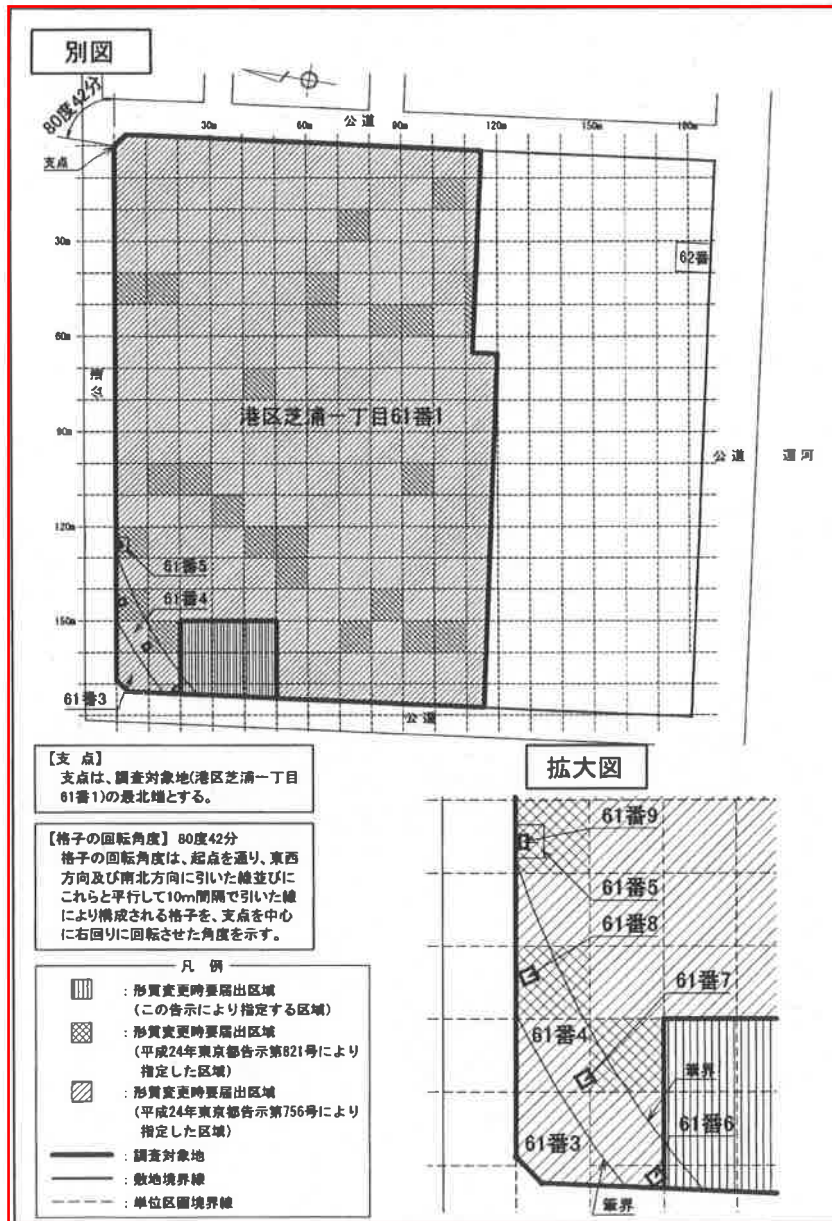 別図
80度42分
支点
30m
60m
公道
90m
120m
150m
180m
30m
60m
90m
120m
150m
公道
62番
港区芝浦一丁目61番1
公道
運河
61番5
61番4
61番3
公道
【支 点】
支点は、調査対象地(港区芝浦一丁目
61番1)の最北端とする。
【格子の回転角度】 80度42分
格子の回転角度は、起点を通り、東西
方向及び南北方向に引いた線並びに
これらと平行して10m間隔で引いた線
により構成される格子を、支点を中心
に右回りに回転させた角度を示す。
凡 例
：形質変更時要届出区域
(この告示により指定する区域)
：形質変更時要届出区域
(平成24年東京都告示第821号により
指定した区域)
：形質変更時要届出区域
(平成24年東京都告示第756号により
指定した区域)
：調査対象地
：敷地境界線
：単位区画境界線
拡大図
61番9
61番5
61番8
61番7
61番4
筆界
61番6
61番3
筆界